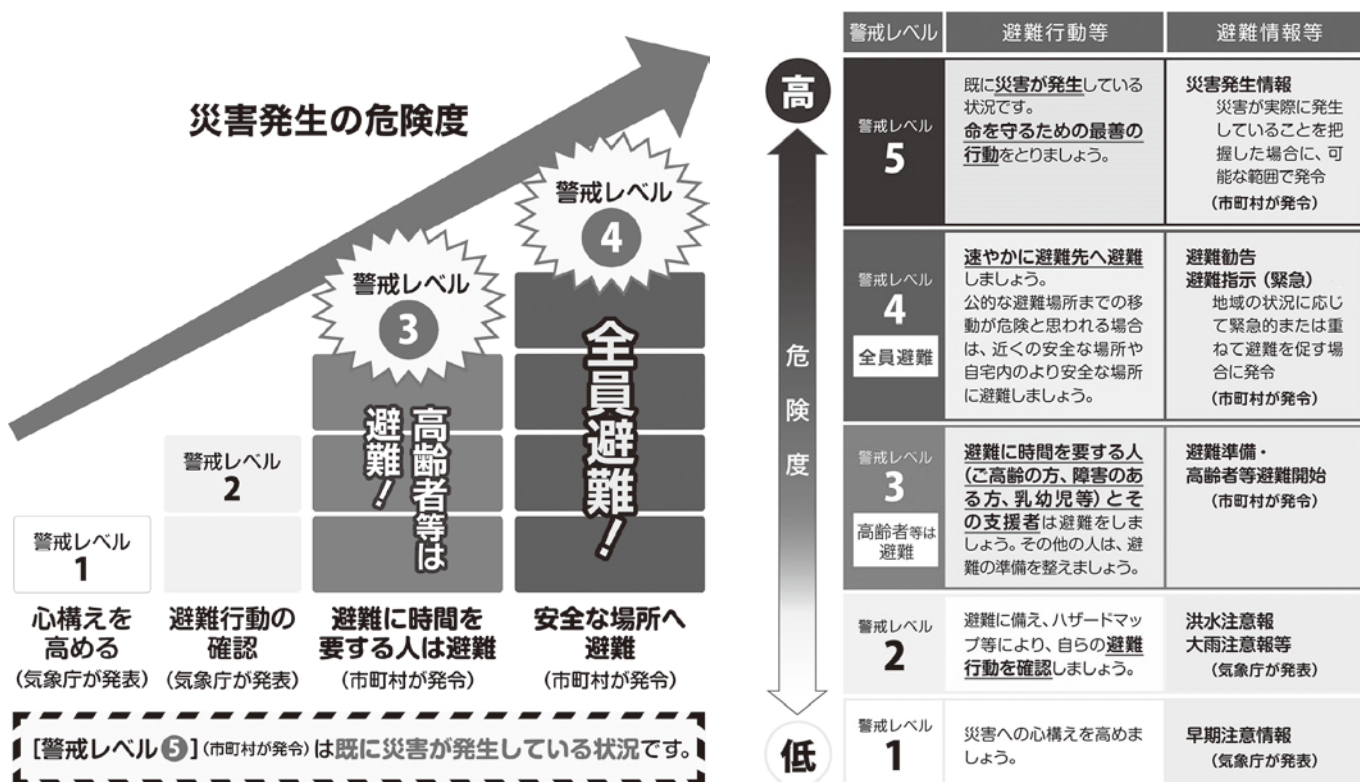 災害発生の危険度
警戒レベル
4
警戒レベル
3
全員避難!
高齢者等は
避難!
警戒レベル
2
警戒レベル
1
心構えを
高める
(気象庁が発表)
避難行動の
確認
(気象庁が発表)
避難に時間を
要する人は避難
(市町村が発令)
安全な場所へ
避難
(市町村が発令)
[警戒レベル5](市町村が発令)は既に災害が発生している状況です。
高
危険度
低
警戒レベル 避難行動等 避難情報等
警戒レベル
5
既に災害が発生している
状況です。
命を守るための最善の
行動をとりましょう。
災害発生情報
災害が実際に発生
していることを把
握した場合に、可
能な範囲で発令
(市町村が発令)
警戒レベル
4
全員避難
速やかに避難先へ避難
しましょう。
公的な避難場所までの移
動が危険と思われる場合
は、近くの安全な場所や
自宅内のより安全な場所
に避難しましょう。
避難勧告
避難指示(緊急)
地域の状況に応じ
て緊急的または重
ねて避難を促す場
合に発令
(市町村が発令)
警戒レベル
3
高齢者等は
避難
避難に時間を要する人
(ご高齢の方、障害のあ
る方、乳幼児等)とそ
の支援者は避難をしま
しょう。その他の人は、避
難の準備を整えましょう。
避難準備・
高齢者等避難開始
(市町村が発令)
警戒レベル
2
避難に備え、ハザードマッ
プ等により、自らの避難
行動を確認しましょう。
洪水注意報
大雨注意報等
(気象庁が発表)
警戒レベル
1
災害への心構えを高めま
しょう。
早期注意情報
(気象庁が発表)